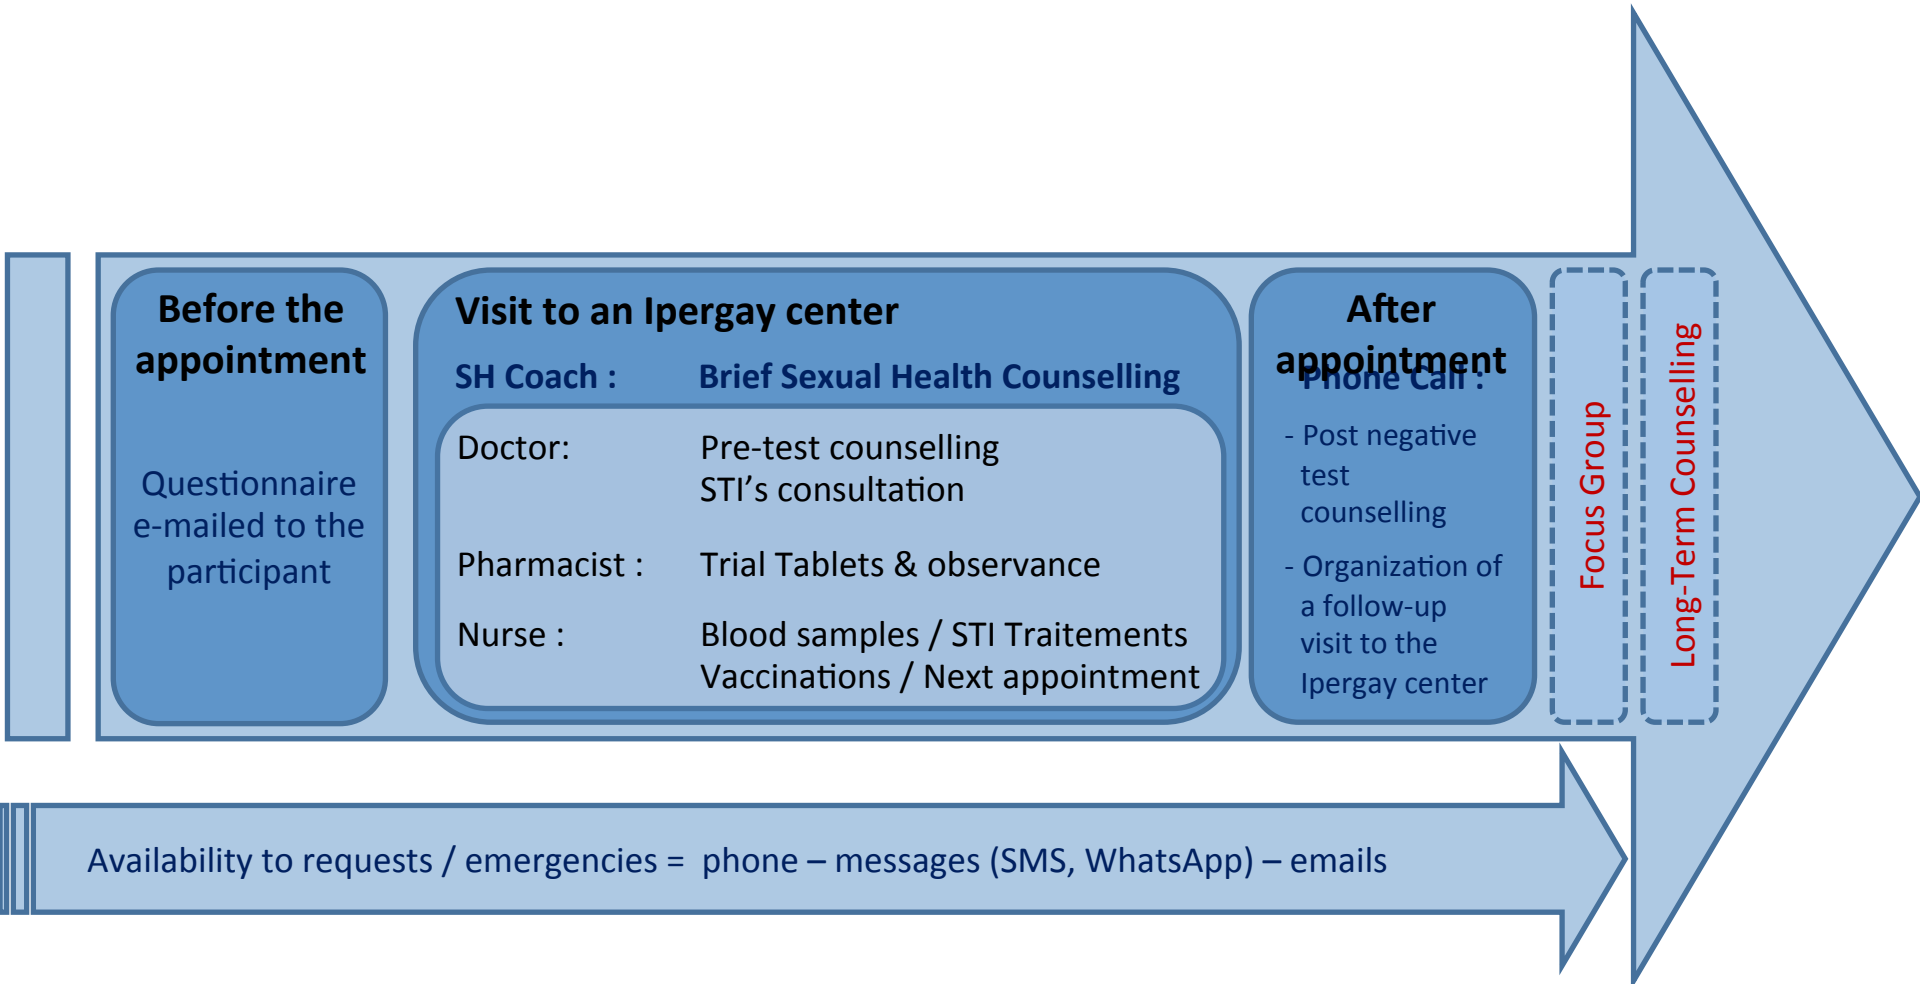 Before the
appointment
Questionnaire
e-mailed to the
participant
Visit to an Ipergay center
SH Coach : Brief Sexual Health Counselling
Doctor: Pre-test counselling
STI's consultation
Pharmacist : Trial Tablets & observance
Nurse : Blood samples / STI Traitements
Vaccinations / Next appointment
After
appointment
Phone Call :
- Post negative
test
counselling
- Organization of
a follow-up
visit to the
Ipergay center
Focus Group
Long-Term Counselling
Availability to requests / emergencies = phone – messages (SMS, WhatsApp) – emails